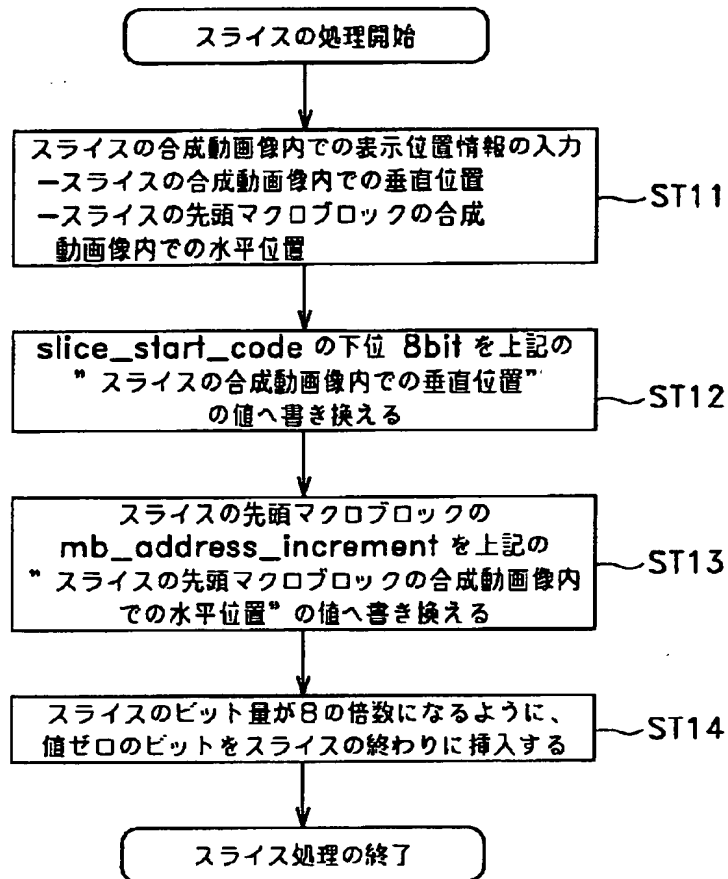 スライスの処理開始
スライスの合成動画像内での表示位置情報の入力
ースライスの合成動画像内での垂直位置
ースライスの先頭マクロブロックの合成
動画像内での水平位置
ST11
slice_start_code の下位 8bit を上記の
" スライスの合成動画像内での垂直位置"
の値へ書き換える
ST12
スライスの先頭マクロブロックの
mb_address_increment を上記の
" スライスの先頭マクロブロックの合成動画像内
での水平位置" の値へ書き換える
ST13
スライスのビット量が8の倍数になるように、
値ゼロのビットをスライスの終わりに挿入する
ST14
スライス処理の終了